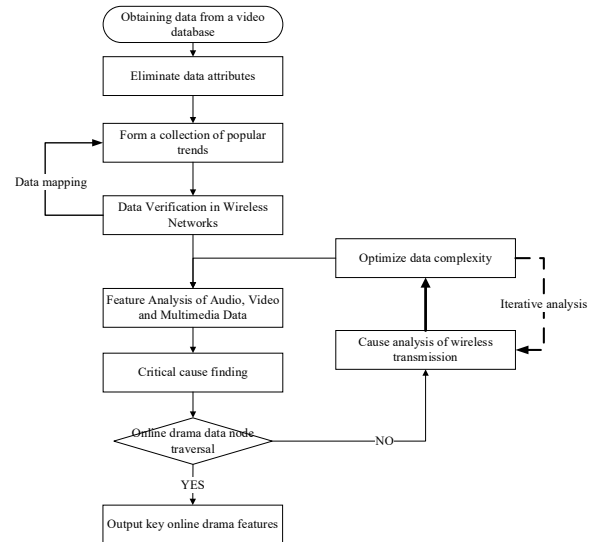 Obtaining data from a video
database
Eliminate data attributes
Form a collection of popular
trends
Data mapping
Data Verification in Wireless
Networks
Optimize data complexity
Iterative analysis
Feature Analysis of Audio, Video
and Multimedia Data
Cause analysis of wireless
transmission
Critical cause finding
Online drama data node
traversal
NO
YES
Output key online drama features